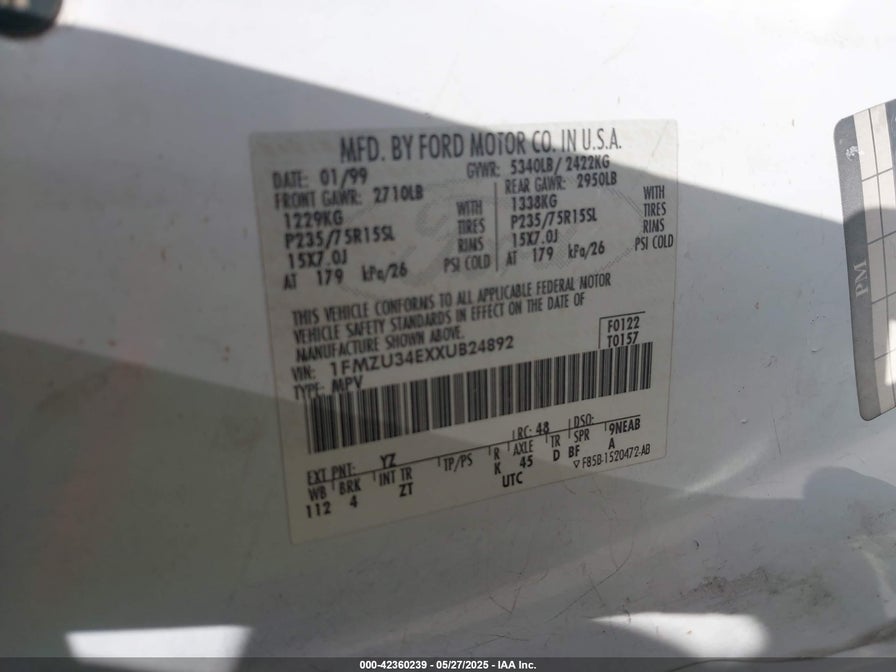 MFD. BY FORD MOTOR CO. IN U.S.A.
DATE: 01/99 GVWR: 5340LB/2422KG
FRONT GAWR: 2710LB REAR GAWR: 2950LB
1229KG WITH 1338KG WITH
P235/75R15SL TIRES P235/75R15SL TIRES
15X7.0J RIMS 15X7.0J RIMS
AT 179 kPa/26 PSI COLD AT 179 kPa/26 PSI COLD
THIS VEHICLE CONFORMS TO ALL APPLICABLE FEDERAL MOTOR
VEHICLE SAFETY STANDARDS IN EFFECT ON THE DATE OF
MANUFACTURE SHOWN ABOVE.
F0122
VIN: 1FMZU34EXXUB24892 T0157
TYPE: MPV
EXT PNT: YZ RC: 48 DSO:
WB BRK INT TR TP/PS R AXLE TR SPR 9NEAB
112 4 ZT K 45 D BF A
UTC ▽ F85B-1520472-AB
PM
000-42360239 - 05/27/2025 - IAA Inc.